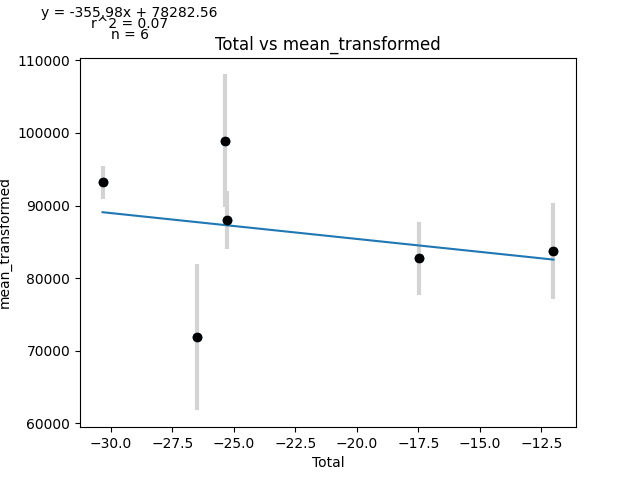 y = -355.98x + 78282.56
r^2 = 0.07
n = 6
Total vs mean_transformed
110000
100000
90000
80000
70000
60000
mean_transformed
−30.0
−27.5
−25.0
−22.5
−20.0
−17.5
−15.0
−12.5
Total